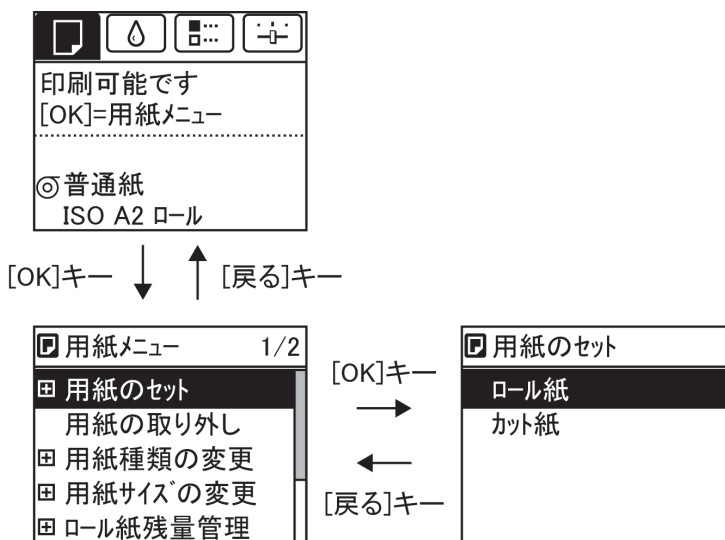 印刷可能です
[OK]=用紙メニュー
普通紙
ISO A2 ロール
[OK]キー
[戻る]キー
用紙メニュー 1/2
用紙のセット
用紙の取り外し
用紙種類の変更
用紙サイズの変更
ロール紙残量管理
[OK]キー
[戻る]キー
用紙のセット
ロール紙
カット紙